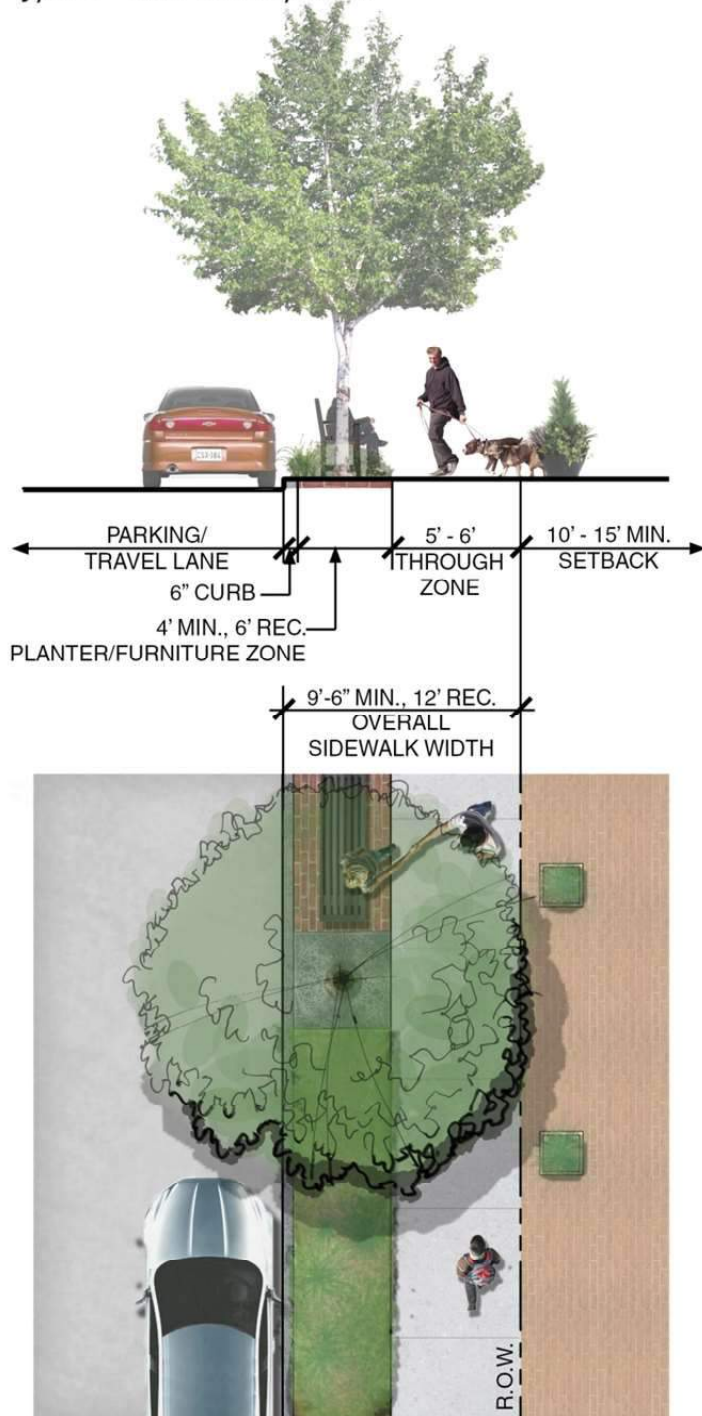 PARKING/
TRAVEL LANE
5' - 6'
THROUGH
ZONE
10' - 15' MIN.
SETBACK
6" CURB
4' MIN., 6' REC.
PLANTER/FURNITURE ZONE
9'-6" MIN., 12' REC.
OVERALL
SIDEWALK WIDTH
R.O.W.